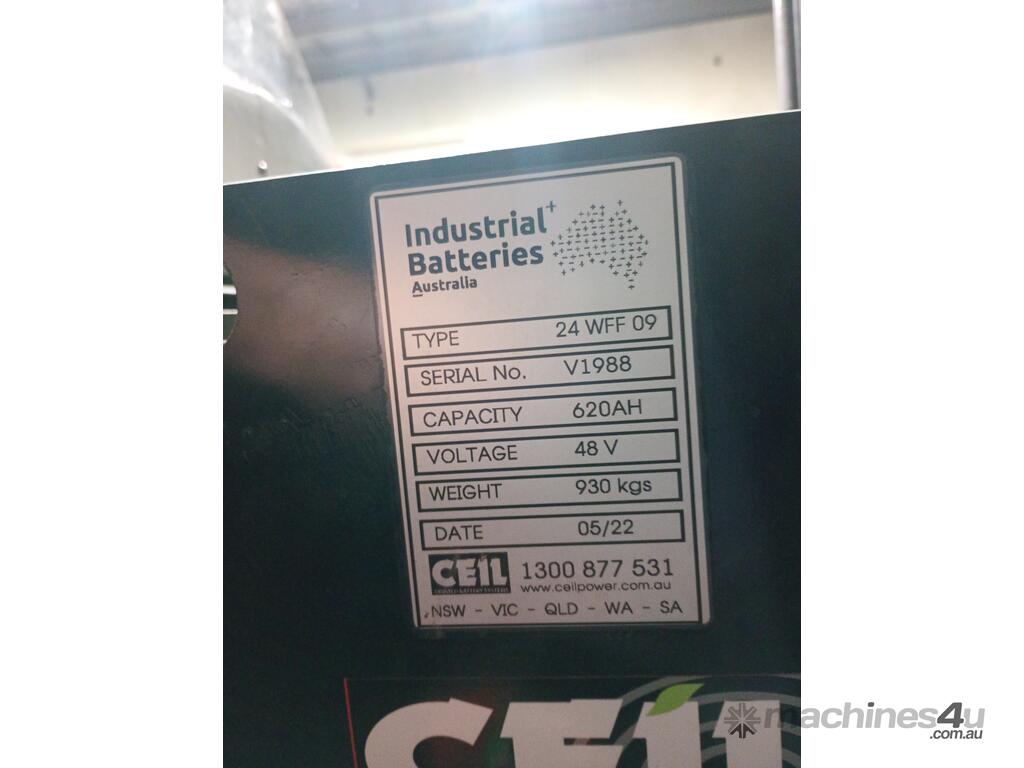 Industrial+
Batteries
Australia
TYPE 24 WFF 09
SERIAL No. V1988
CAPACITY 620AH
VOLTAGE 48 V
WEIGHT 930 kgs
DATE 05/22
CEIL 1300 877 531
www.ceilpower.com.au
NSW - VIC - QLD - WA - SA
CEIL
machines4u
.com.au